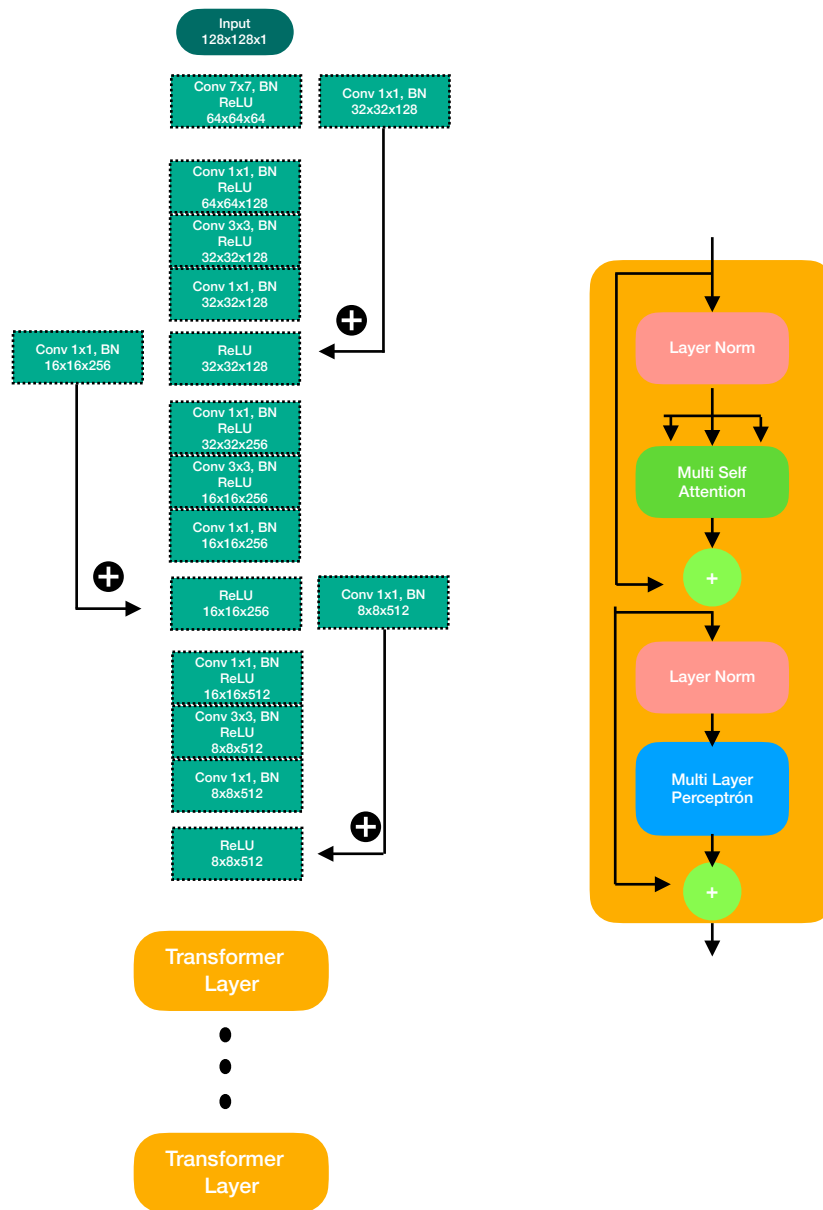 Input
128x128x1
Conv 7x7, BN
ReLU
64x64x64
Conv 1x1, BN
32x32x128
Conv 1x1, BN
ReLU
64x64x128
Conv 3x3, BN
ReLU
32x32x128
Conv 1x1, BN
32x32x128
Conv 1x1, BN
16x16x256
ReLU
32x32x128
Conv 1x1, BN
ReLU
32x32x256
Conv 3x3, BN
ReLU
16x16x256
Conv 1x1, BN
16x16x256
ReLU
16x16x256
Conv 1x1, BN
8x8x512
Conv 1x1, BN
ReLU
16x16x512
Conv 3x3, BN
ReLU
8x8x512
Conv 1x1, BN
8x8x512
ReLU
8x8x512
Transformer
Layer
Transformer
Layer
Layer Norm
Multi Self
Attention
+
Layer Norm
Multi Layer
Perceptrón
+